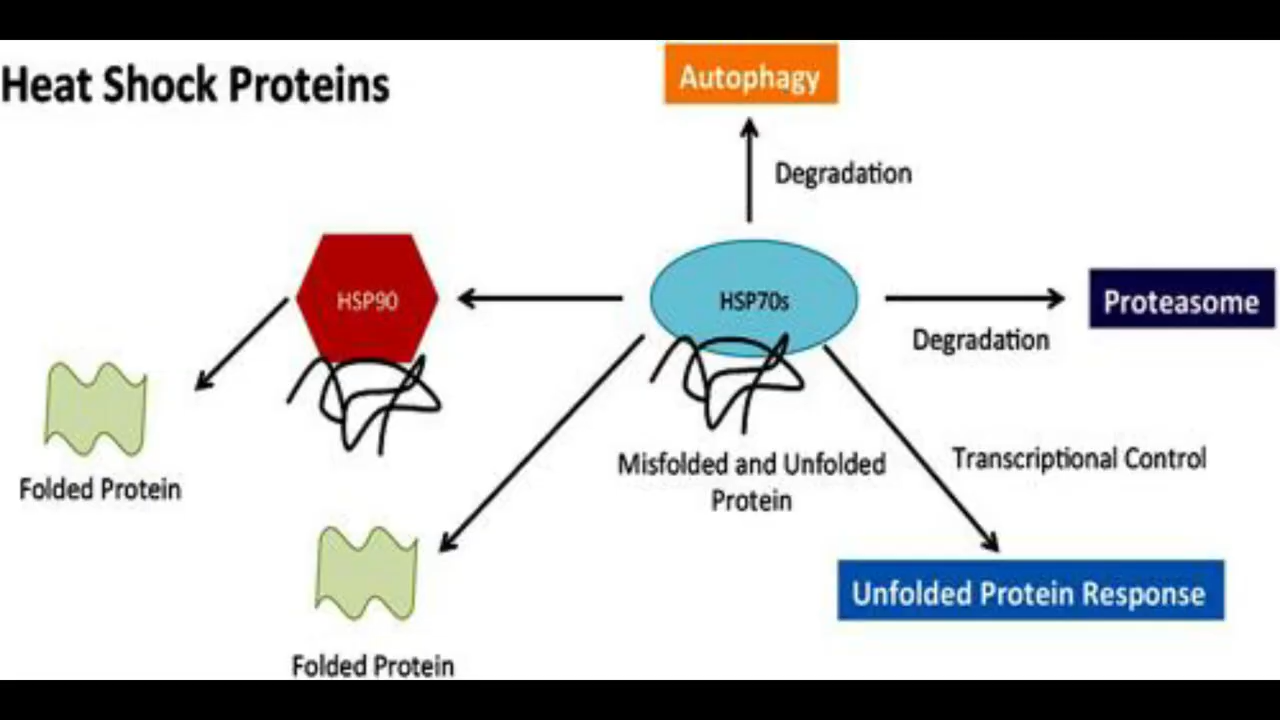 Heat Shock Proteins
Autophagy
Degradation
HSP90
HSP70s
Proteasome
Degradation
Misfolded and Unfolded
Protein
Transcriptional Control
Folded Protein
Unfolded Protein Response
Folded Protein